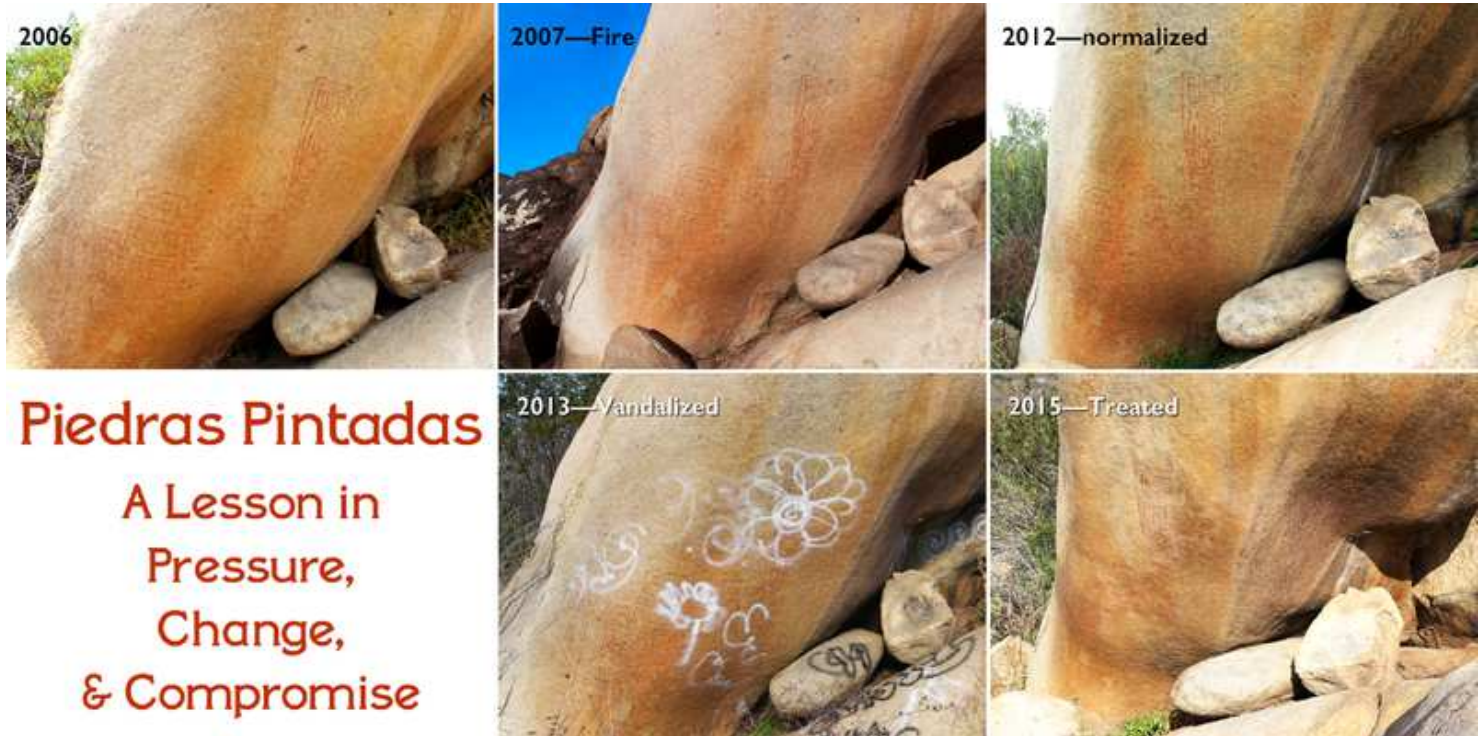 2006
2007—Fire
2012—normalized
Piedras Pintadas
A Lesson in
Pressure,
Change,
& Compromise
2013—Vandalized
2015—Treated